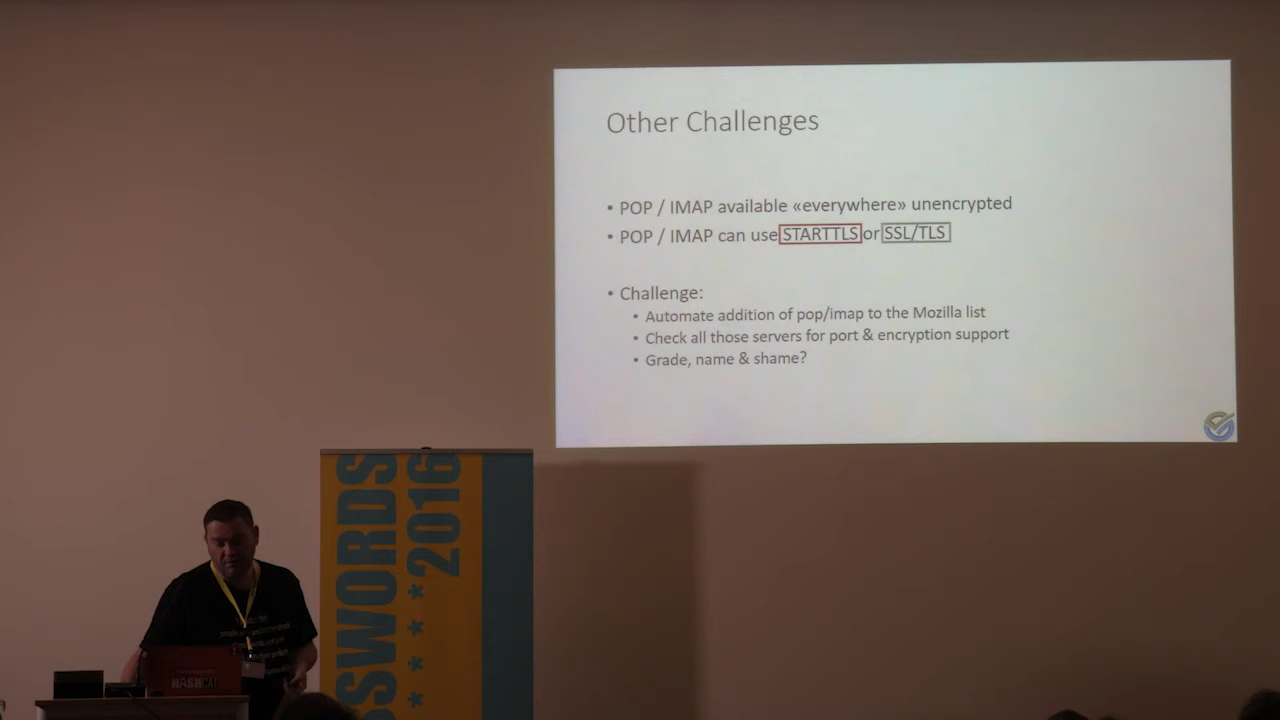 Other Challenges
• POP / IMAP available «everywhere» unencrypted
• POP / IMAP can use STARTTLS or SSL/TLS
• Challenge:
• Automate addition of pop/imap to the Mozilla list
• Check all those servers for port & encryption support
• Grade, name & shame?
SSWORDS
2016
HASHCAT